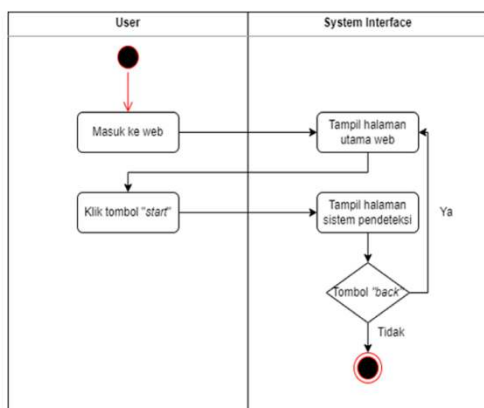 User
System Interface
Masuk ke web
Tampil halaman
utama web
Klik tombol "start"
Tampil halaman
sistem pendeteksi
Ya
Tombol "back"
Tidak